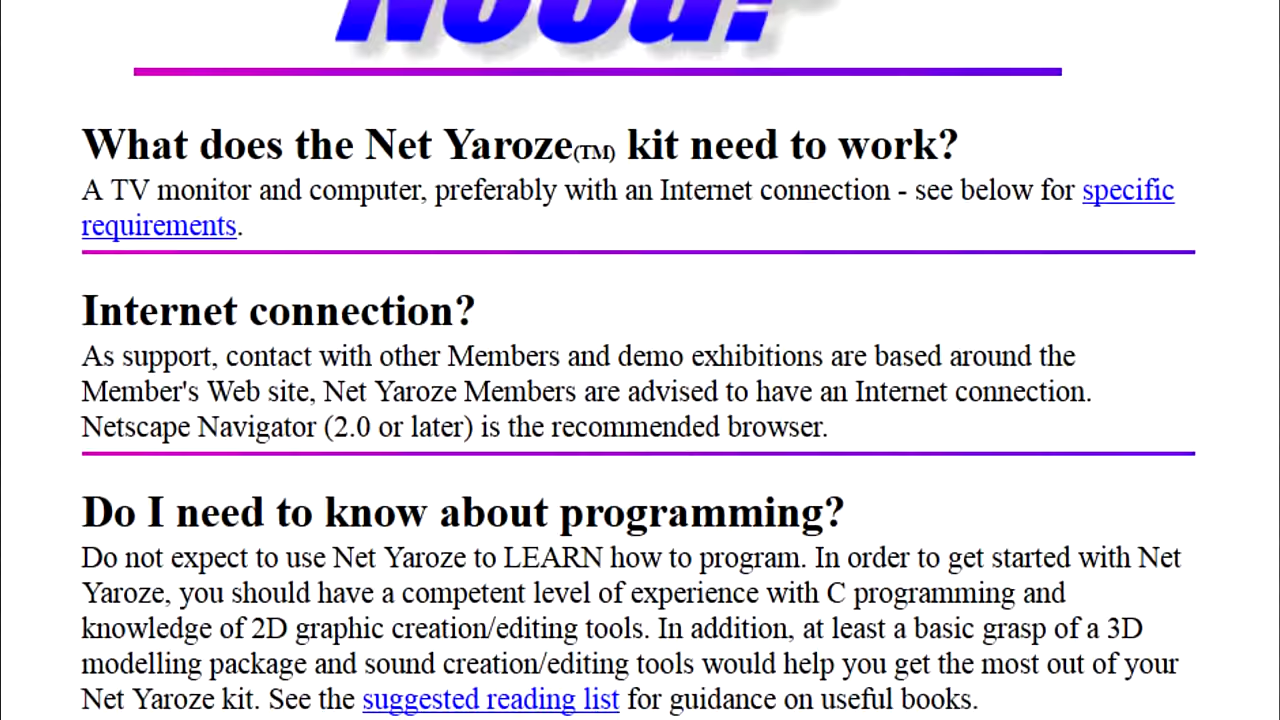 Need?
What does the Net Yaroze(TM) kit need to work?
A TV monitor and computer, preferably with an Internet connection - see below for specific
requirements.
Internet connection?
As support, contact with other Members and demo exhibitions are based around the
Member's Web site, Net Yaroze Members are advised to have an Internet connection.
Netscape Navigator (2.0 or later) is the recommended browser.
Do I need to know about programming?
Do not expect to use Net Yaroze to LEARN how to program. In order to get started with Net
Yaroze, you should have a competent level of experience with C programming and
knowledge of 2D graphic creation/editing tools. In addition, at least a basic grasp of a 3D
modelling package and sound creation/editing tools would help you get the most out of your
Net Yaroze kit. See the suggested reading list for guidance on useful books.